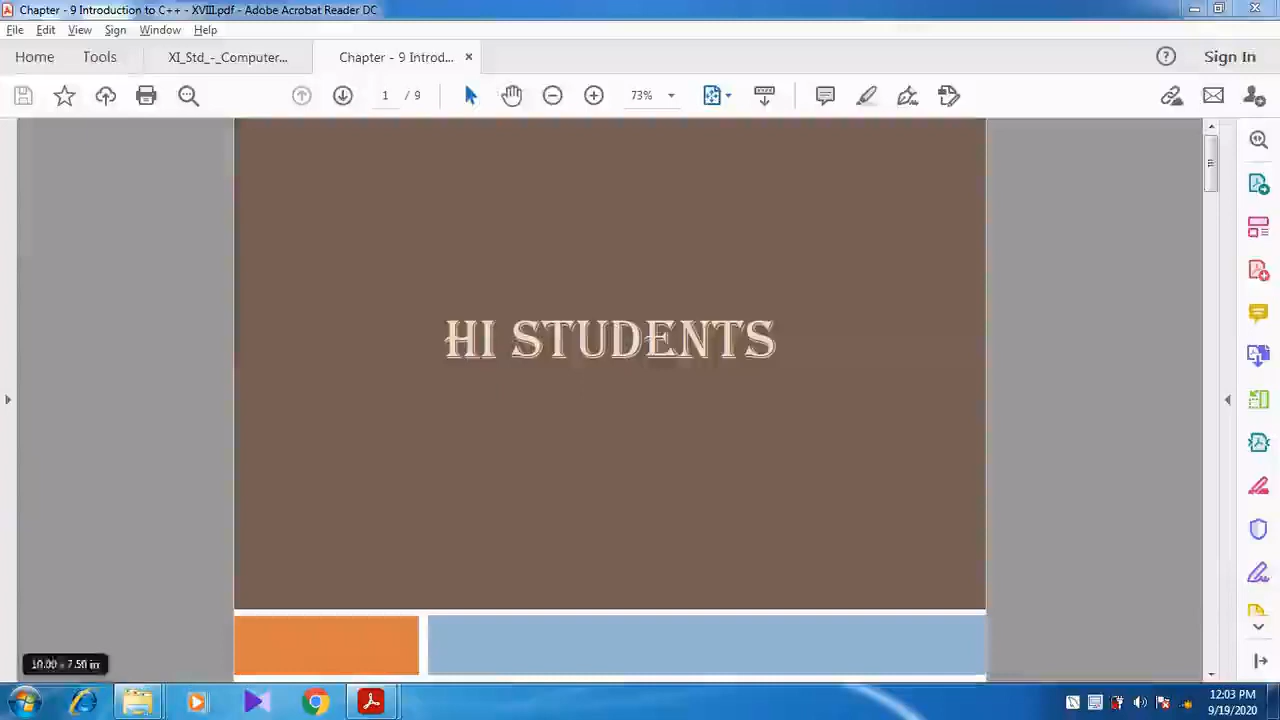 Chapter - 9 Introduction to C++ - XVIII.pdf - Adobe Acrobat Reader DC
File Edit View Sign Window Help
Home Tools XI_Std_-_Computer... Chapter - 9 Introd... × Sign In
1 / 9 73%
HI STUDENTS
10.00 x 7.50 in
12:03 PM
9/19/2020